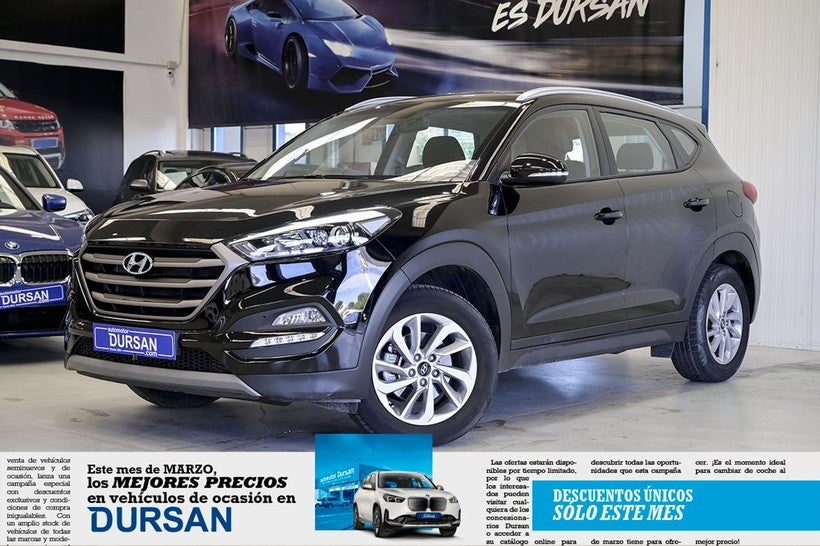 ES DURSAN
RANGE ROVER
DURSAN
automotor
DURSAN
.com
venta de vehículos
seminuevos y de
ocasión, lanza una
campaña especial
con descuentos
exclusivos y condi-
ciones de compra
inigualables. Con
un amplio stock de
vehículos de todas
las marcas y mode-
Este mes de MARZO,
los MEJORES PRECIOS
en vehículos de ocasión en
DURSAN
Dursan
Las ofertas estarán dispo-
nibles por tiempo limitado,
por lo que
los interesa-
dos pueden
visitar cual-
quiera de los
concesiona-
rios Dursan
o acceder a
su catálogo online para
descubrir todas las oportu-
nidades que esta campaña
de marzo tiene para ofre-
cer. ¡Es el momento ideal
para cambiar de coche al
mejor precio!
DESCUENTOS ÚNICOS
SÓLO ESTE MES